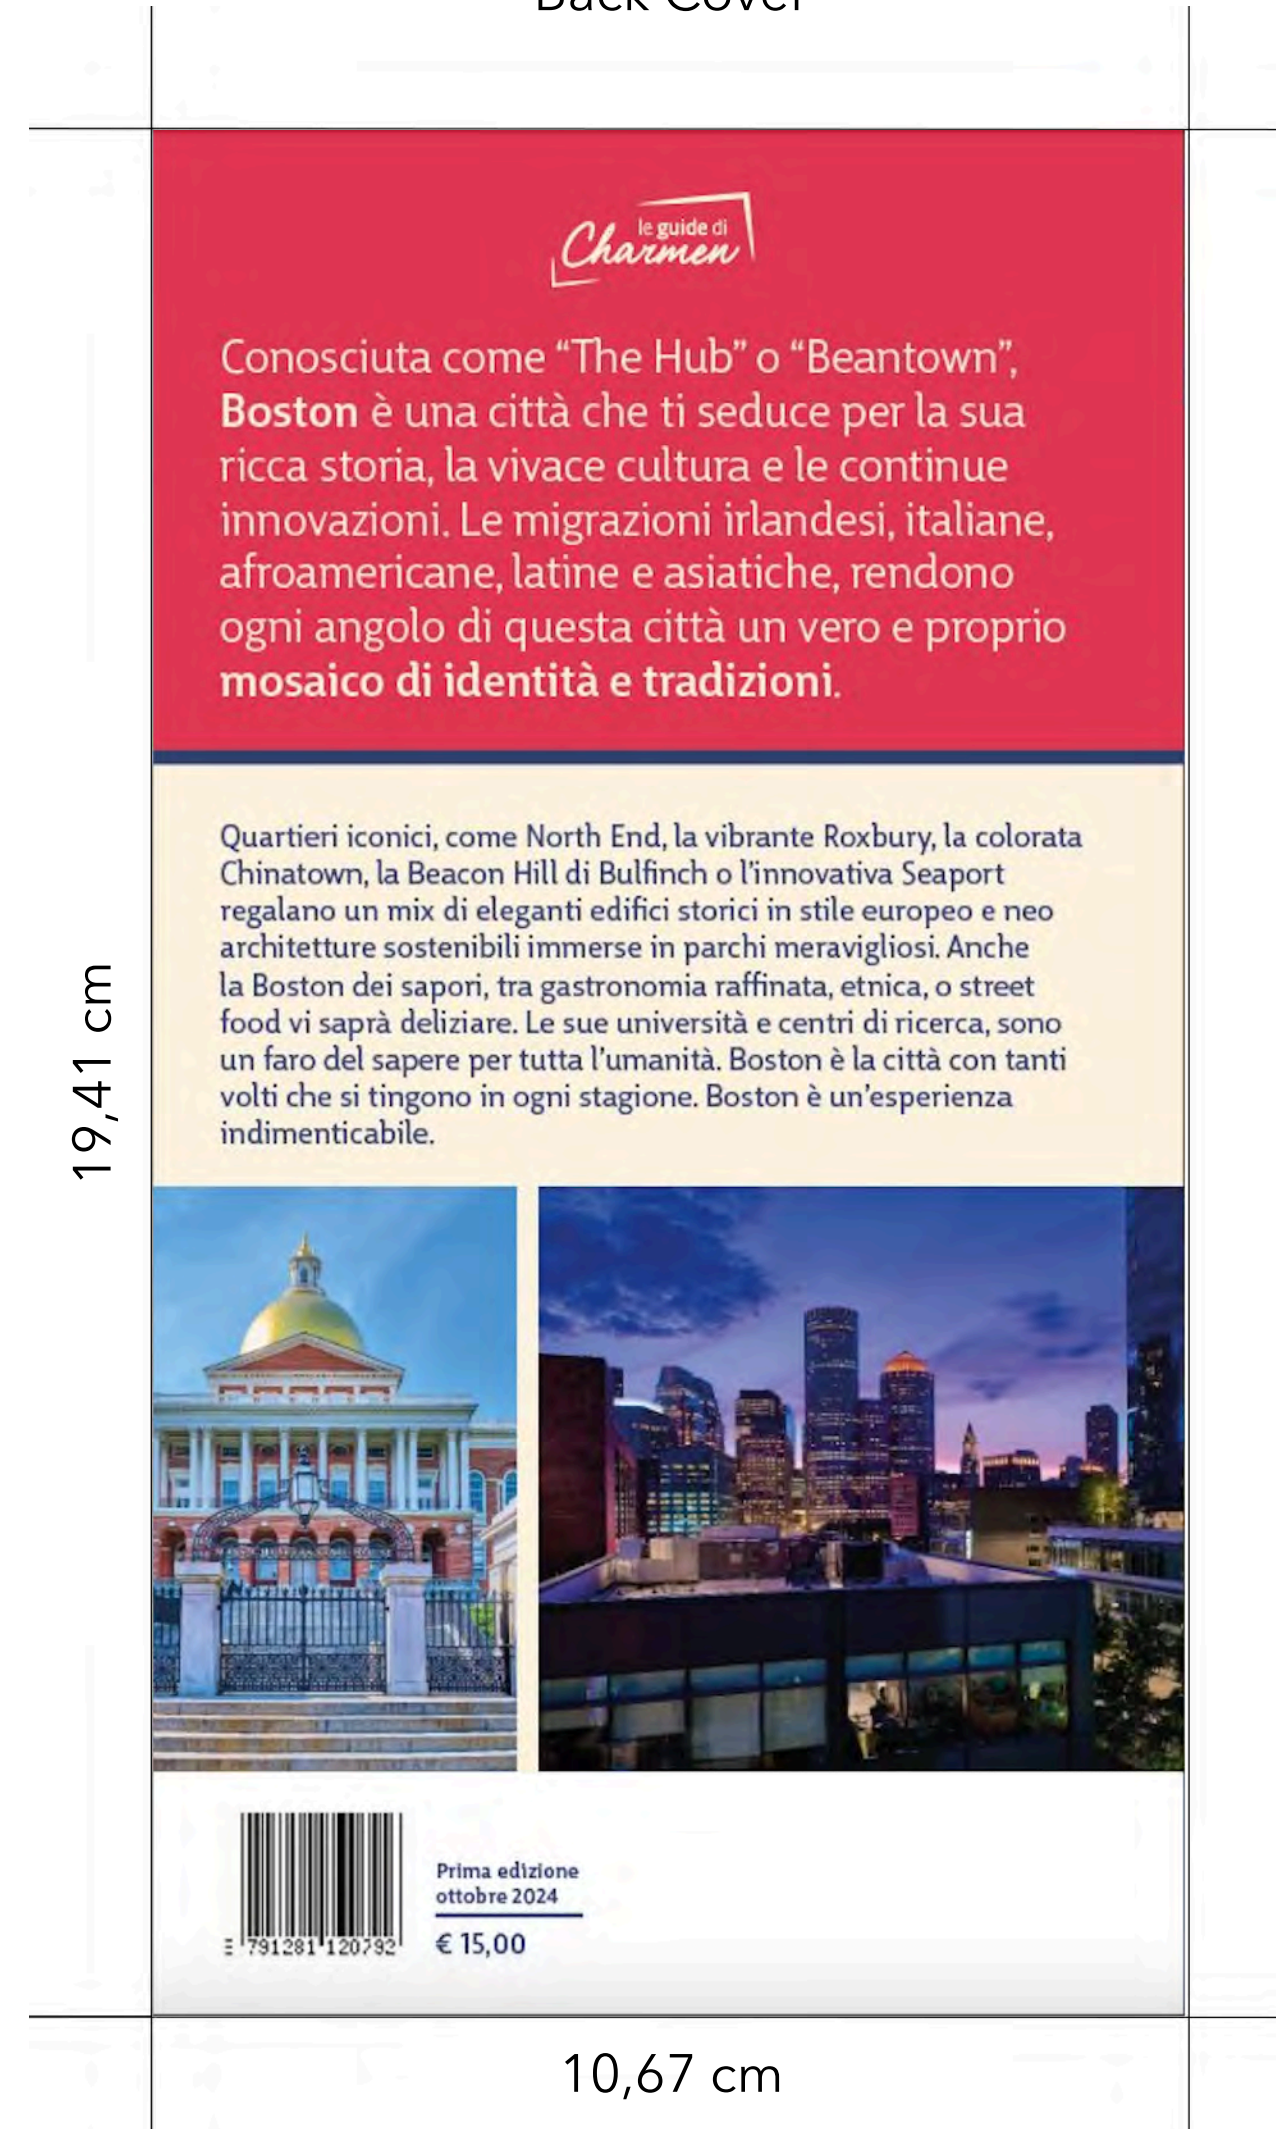 Back Cover
le guide di
Charmen
Conosciuta come “The Hub” o “Beantown”,
Boston è una città che ti seduce per la sua
ricca storia, la vivace cultura e le continue
innovazioni. Le migrazioni irlandesi, italiane,
afroamericane, latine e asiatiche, rendono
ogni angolo di questa città un vero e proprio
mosaico di identità e tradizioni.
Quartieri iconici, come North End, la vibrante Roxbury, la colorata
Chinatown, la Beacon Hill di Bulfinch o l’innovativa Seaport
regalano un mix di eleganti edifici storici in stile europeo e neo
architetture sostenibili immerse in parchi meravigliosi. Anche
la Boston dei sapori, tra gastronomia raffinata, etnica, o street
food vi saprà deliziare. Le sue università e centri di ricerca, sono
un faro del sapere per tutta l’umanità. Boston è la città con tanti
volti che si tingono in ogni stagione. Boston è un’esperienza
indimenticabile.
19,41 cm
Prima edizione
ottobre 2024
€ 15,00
791281 120792
10,67 cm